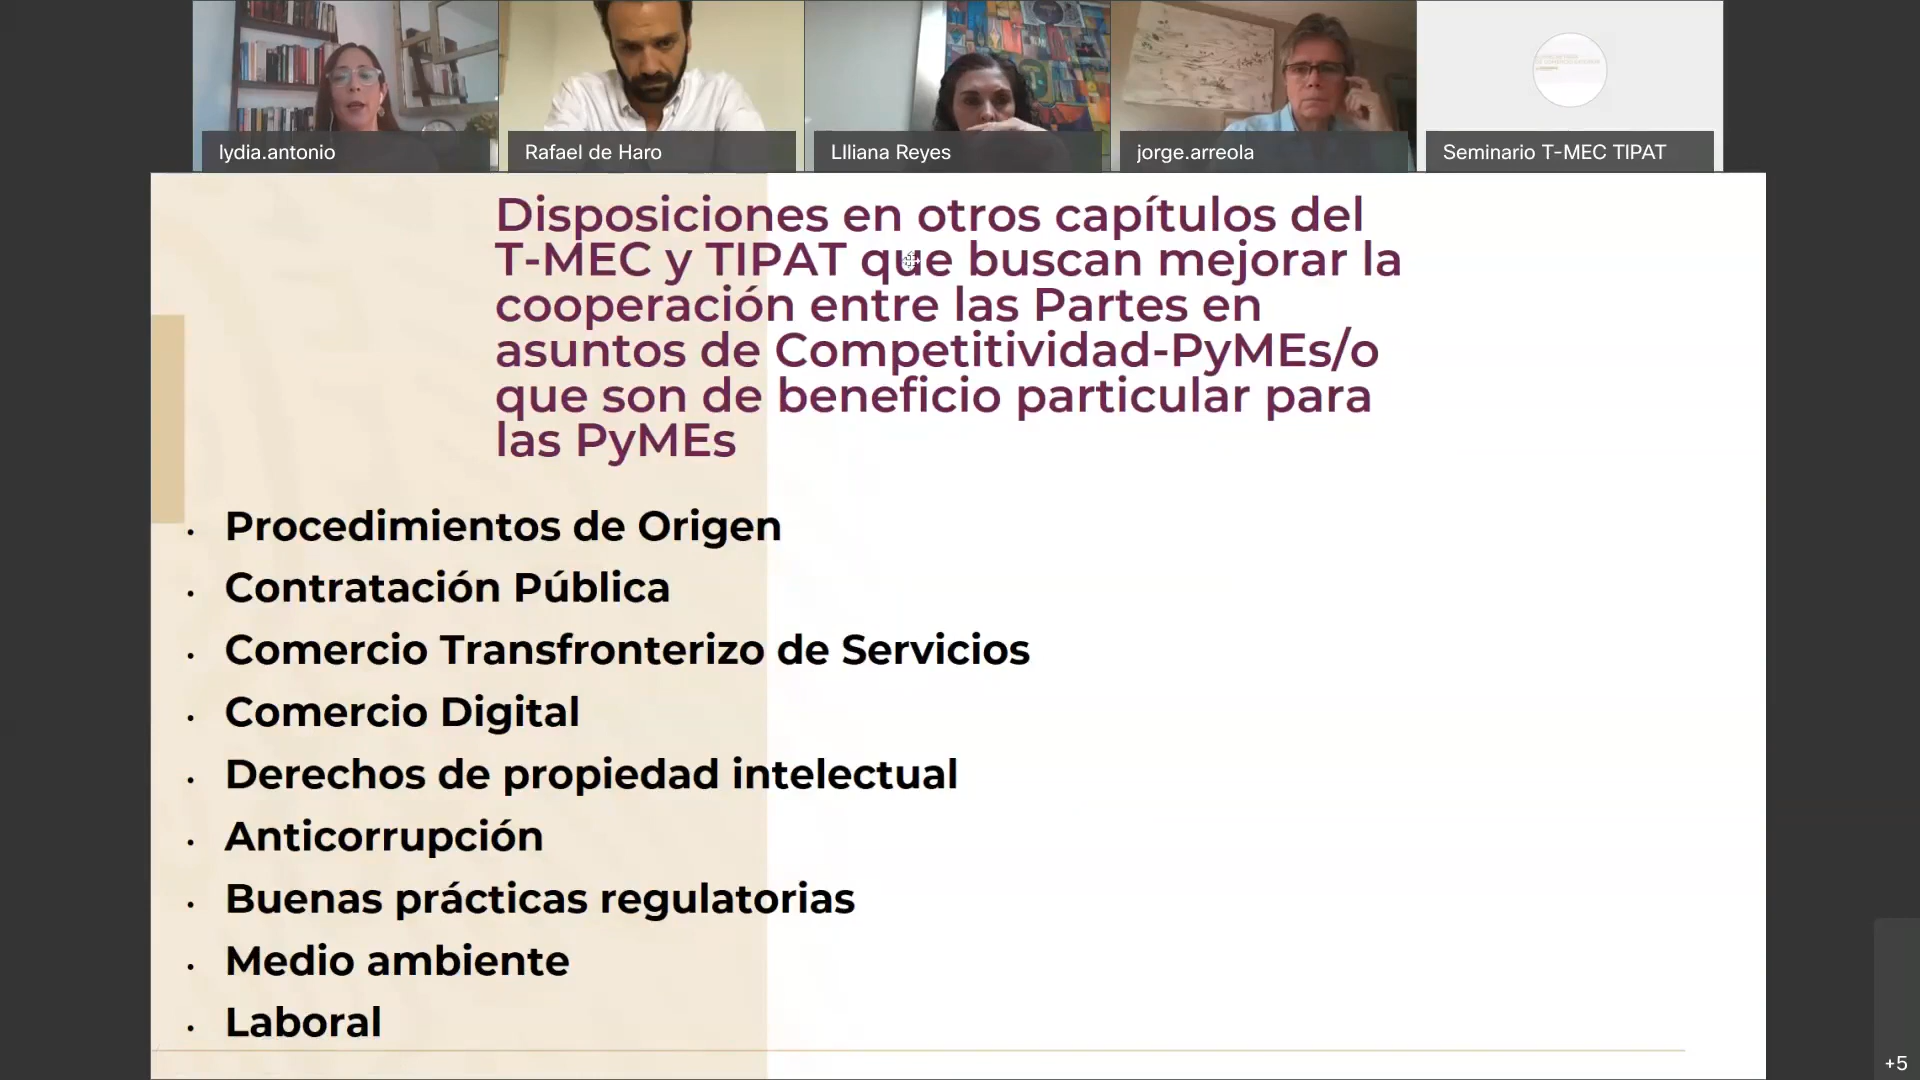 lydia.antonio
Rafael de Haro
LIliana Reyes
jorge.arreola
Seminario T-MEC TIPAT
Disposiciones en otros capítulos del
T-MEC y TIPAT que buscan mejorar la
cooperación entre las Partes en
asuntos de Competitividad-PyMEs/o
que son de beneficio particular para
las PyMEs
• Procedimientos de Origen
• Contratación Pública
• Comercio Transfronterizo de Servicios
• Comercio Digital
• Derechos de propiedad intelectual
• Anticorrupción
• Buenas prácticas regulatorias
• Medio ambiente
• Laboral
+5